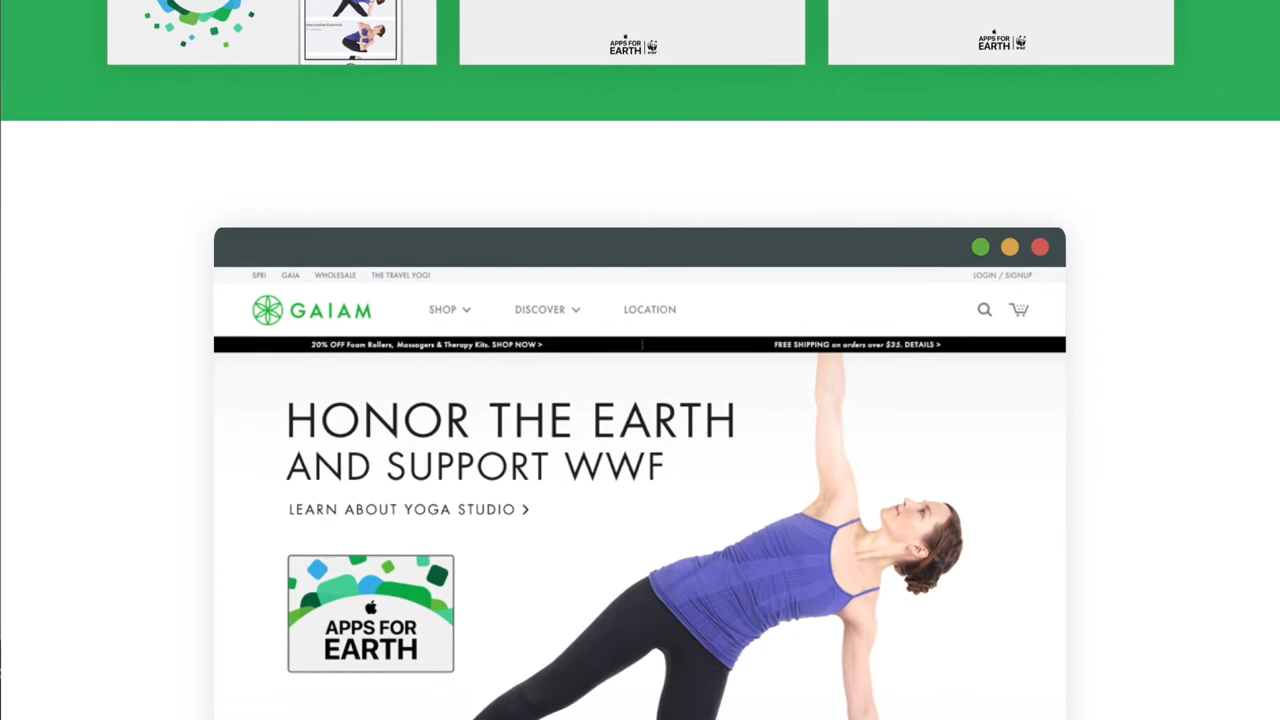 APPS FOR
EARTH
WWF
APPS FOR
EARTH
WWF
SPRI GAIA WHOLESALE THE TRAVEL YOGI LOGIN / SIGNUP
GAIAM SHOP DISCOVER LOCATION
20% OFF Foam Rollers, Massagers & Therapy Kits. SHOP NOW > FREE SHIPPING on orders over $35. DETAILS >
HONOR THE EARTH
AND SUPPORT WWF
LEARN ABOUT YOGA STUDIO >
APPS FOR
EARTH